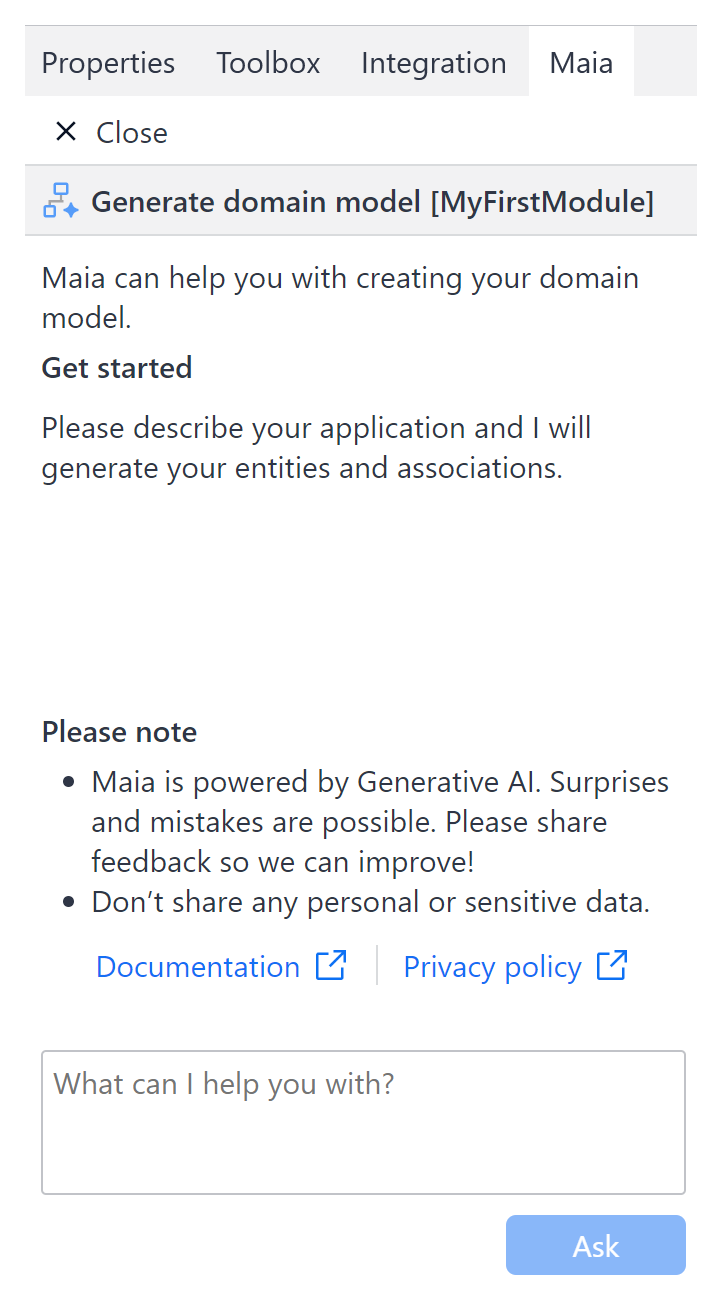 Properties Toolbox Integration Maia
Close
Generate domain model [MyFirstModule]
Maia can help you with creating your domain
model.
Get started
Please describe your application and I will
generate your entities and associations.
Please note
• Maia is powered by Generative AI. Surprises
and mistakes are possible. Please share
feedback so we can improve!
• Don’t share any personal or sensitive data.
Documentation Privacy policy
What can I help you with?
Ask